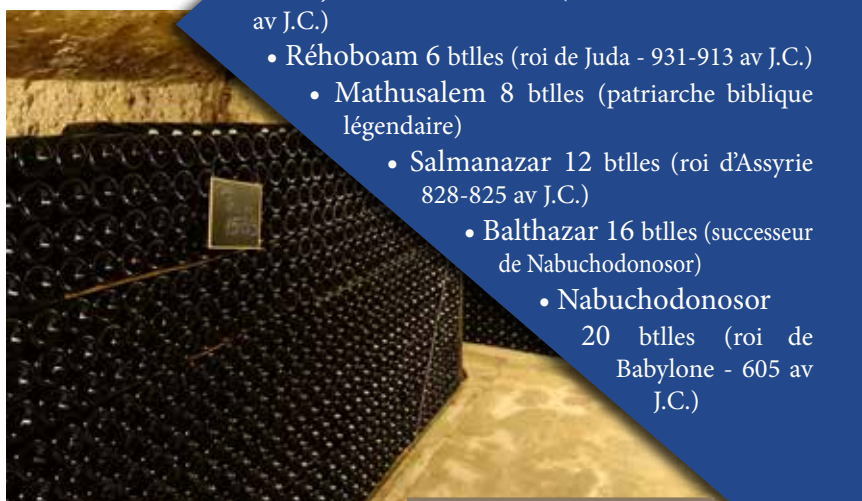 av J.C.)
• Réhoboam 6 btlles (roi de Juda - 931-913 av J.C.)
• Mathusalem 8 btlles (patriarche biblique
légendaire)
• Salmanazar 12 btlles (roi d'Assyrie
828-825 av J.C.)
• Balthazar 16 btlles (successeur
de Nabuchodonosor)
• Nabuchodonosor
20 btlles (roi de
Babylone - 605 av
J.C.)